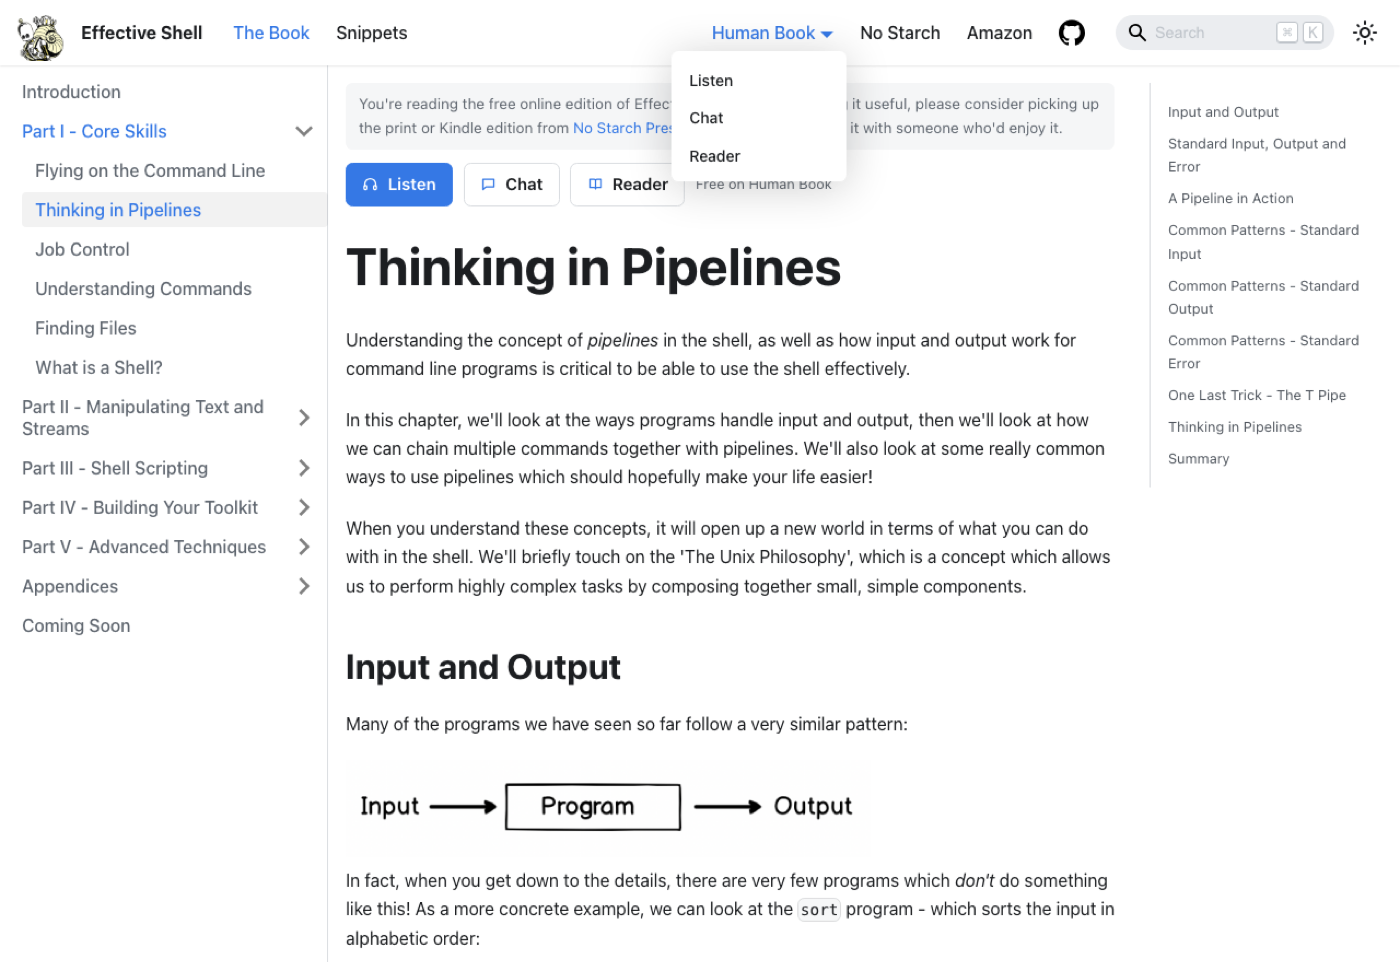 Effective Shell
The Book
Snippets
Human Book
No Starch
Amazon
Search
⌘ K
Listen
Chat
Reader
Introduction
Part I - Core Skills
Flying on the Command Line
Thinking in Pipelines
Job Control
Understanding Commands
Finding Files
What is a Shell?
Part II - Manipulating Text and
Streams
Part III - Shell Scripting
Part IV - Building Your Toolkit
Part V - Advanced Techniques
Appendices
Coming Soon
You're reading the free online edition of it useful, please consider picking up
the print or Kindle edition from No Starch it with someone who'd enjoy it.
Listen
Chat
Reader
Free on Human Book
Thinking in Pipelines
Understanding the concept of pipelines in the shell, as well as how input and output work for
command line programs is critical to be able to use the shell effectively.
In this chapter, we'll look at the ways programs handle input and output, then we'll look at how
we can chain multiple commands together with pipelines. We'll also look at some really common
ways to use pipelines which should hopefully make your life easier!
When you understand these concepts, it will open up a new world in terms of what you can do
with in the shell. We'll briefly touch on the 'The Unix Philosophy', which is a concept which allows
us to perform highly complex tasks by composing together small, simple components.
Input and Output
Many of the programs we have seen so far follow a very similar pattern:
Input Program Output
In fact, when you get down to the details, there are very few programs which don't do something
like this! As a more concrete example, we can look at the sort program - which sorts the input in
alphabetic order:
Input and Output
Standard Input, Output and
Error
A Pipeline in Action
Common Patterns - Standard
Input
Common Patterns - Standard
Output
Common Patterns - Standard
Error
One Last Trick - The T Pipe
Thinking in Pipelines
Summary